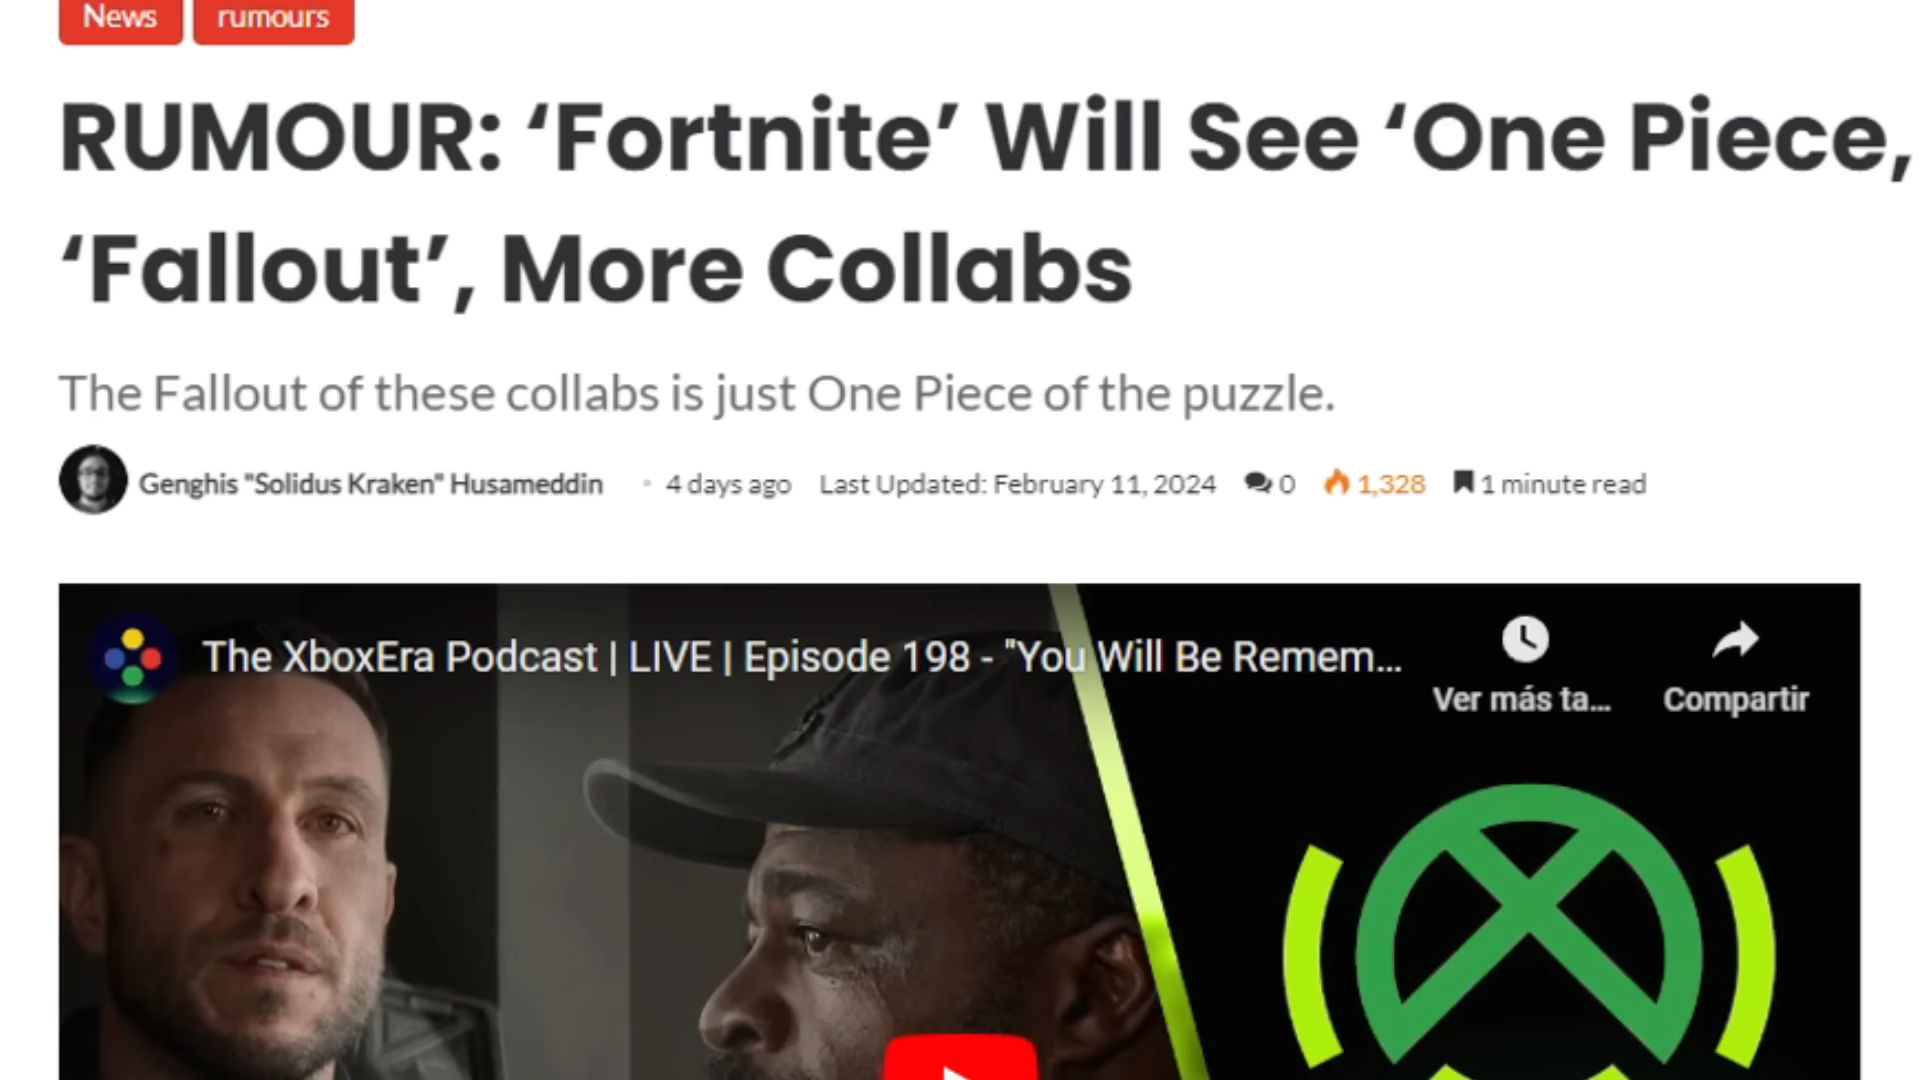 News rumours
RUMOUR: ‘Fortnite’ Will See ‘One Piece,
‘Fallout’, More Collabs
The Fallout of these collabs is just One Piece of the puzzle.
Genghis "Solidus Kraken" Husameddin • 4 days ago Last Updated: February 11, 2024 0 1,328 1 minute read
The XboxEra Podcast | LIVE | Episode 198 - "You Will Be Remem...
Ver más ta... Compartir